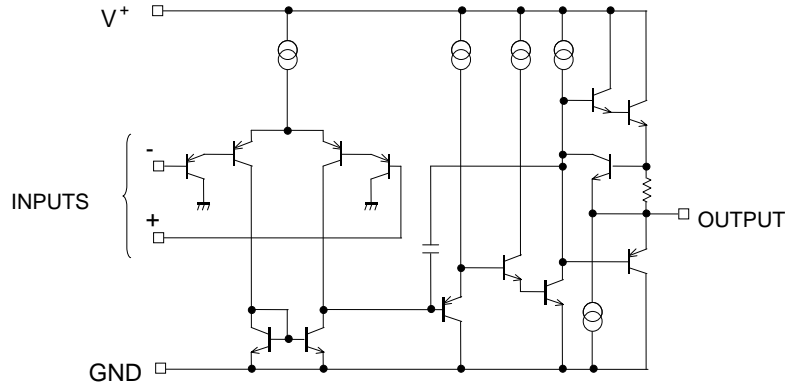 V+
-
INPUTS
+
OUTPUT
GND